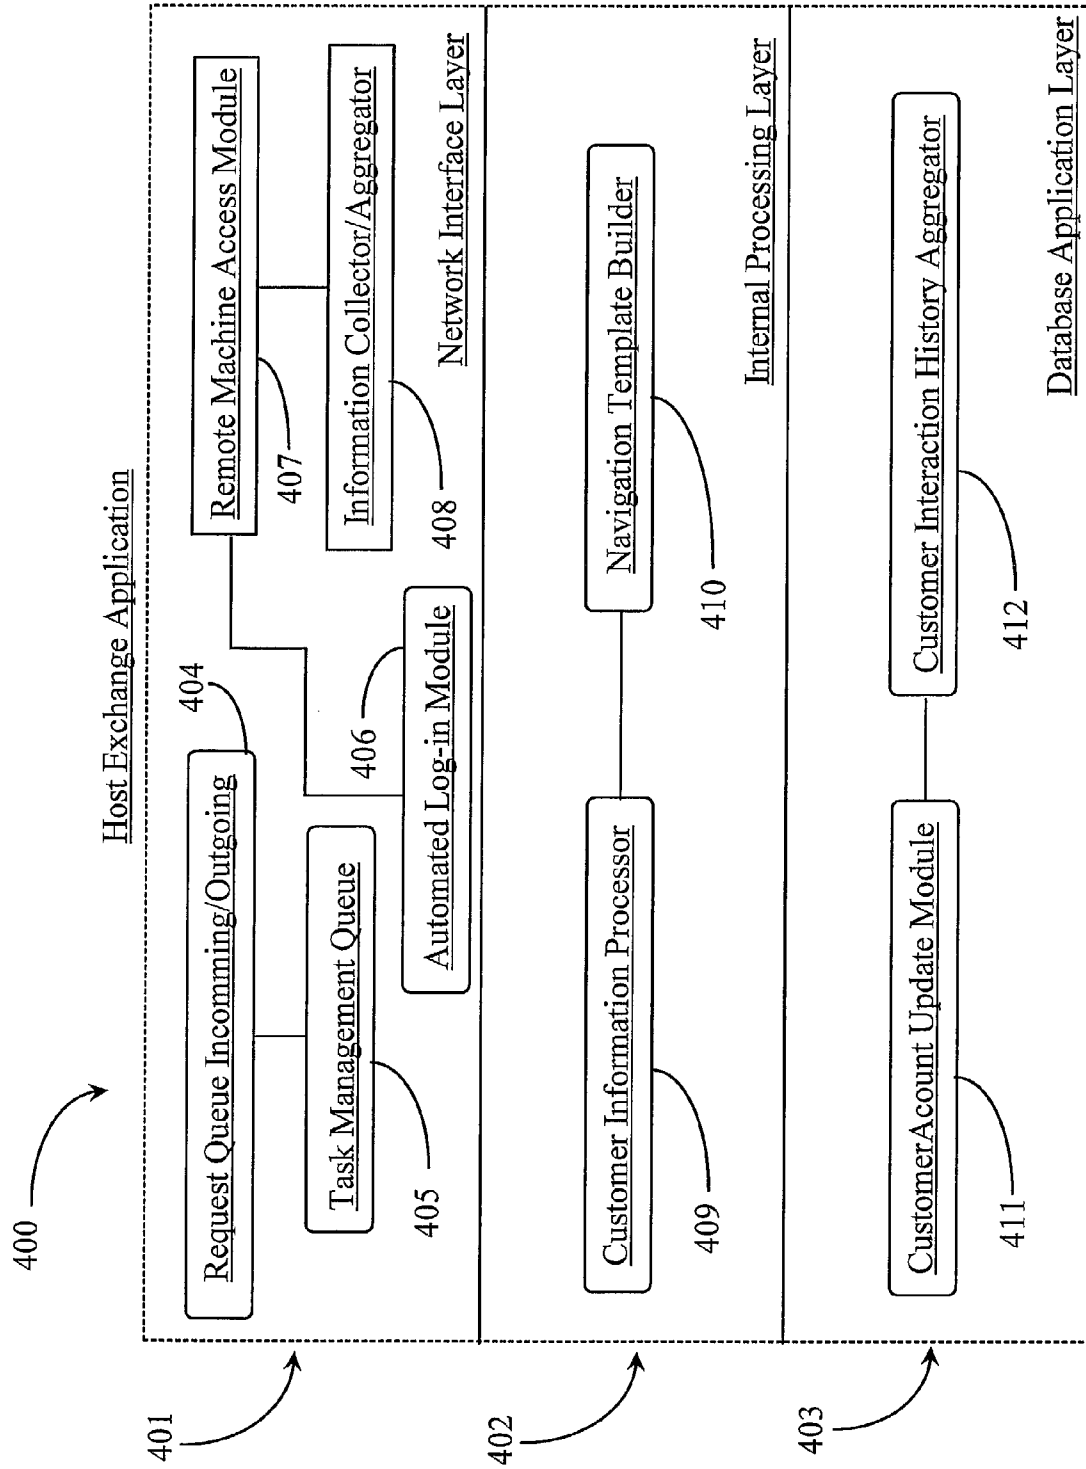 Host Exchange Application
400
401
Request Queue Incomming/Outgoing
404
Remote Machine Access Module
407
Task Management Queue
405
Information Collector/Aggregator
408
Automated Log-in Module
406
Network Interface Layer
402
Customer Information Processor
409
Navigation Template Builder
410
Internal Processing Layer
403
CustomerAcount Update Module
411
Customer Interaction History Aggregator
412
Database Application Layer